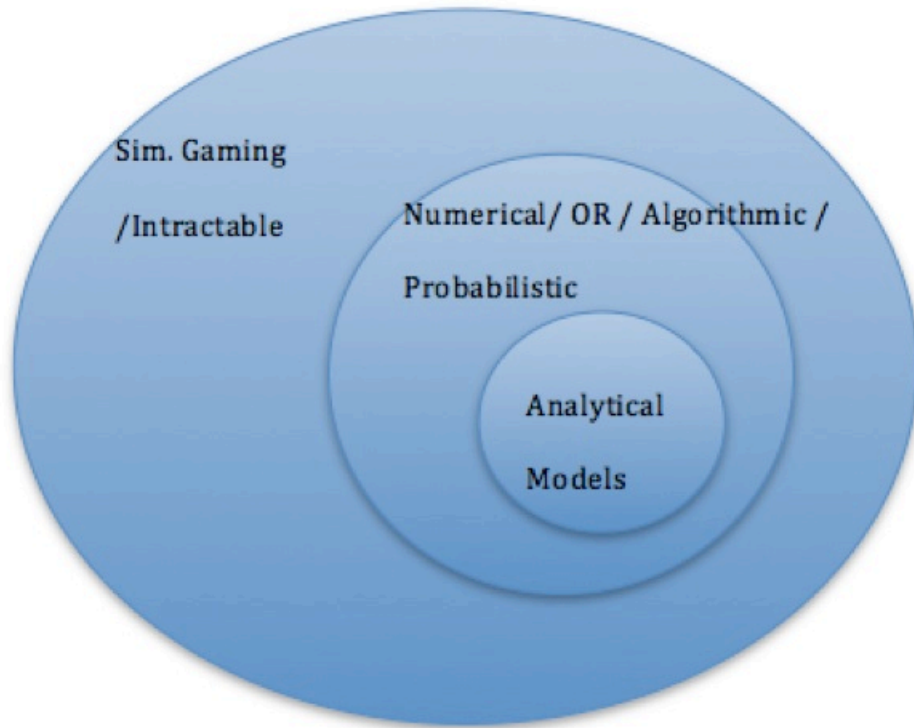 Sim. Gaming
/Intractable
Numerical/ OR / Algorithmic /
Probabilistic
Analytical
Models